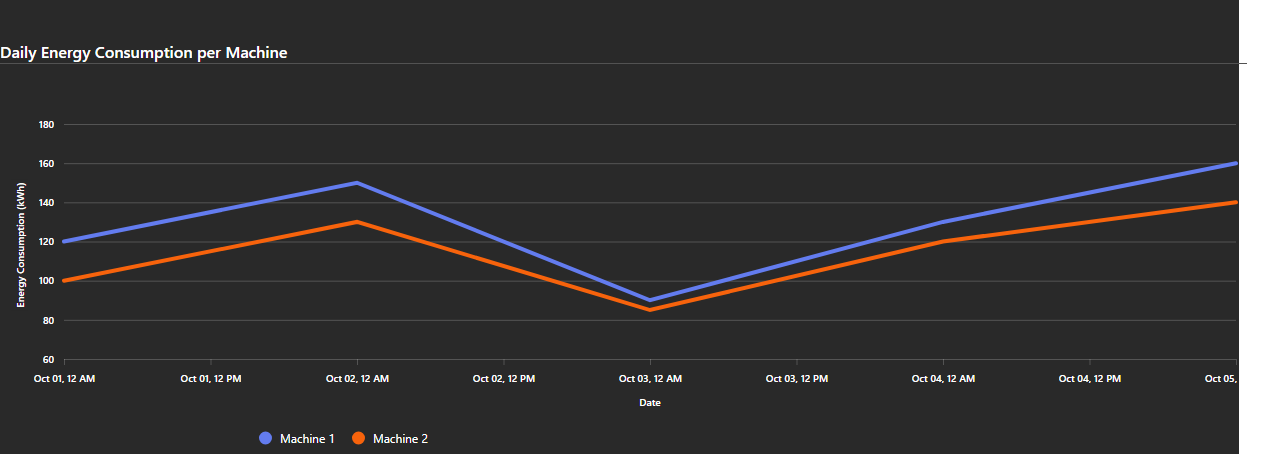 Daily Energy Consumption per Machine
180
160
140
120
100
80
60
Energy Consumption (kWh)
Oct 01, 12 AM Oct 01, 12 PM Oct 02, 12 AM Oct 02, 12 PM Oct 03, 12 AM Oct 03, 12 PM Oct 04, 12 AM Oct 04, 12 PM Oct 05,
Date
Machine 1 Machine 2